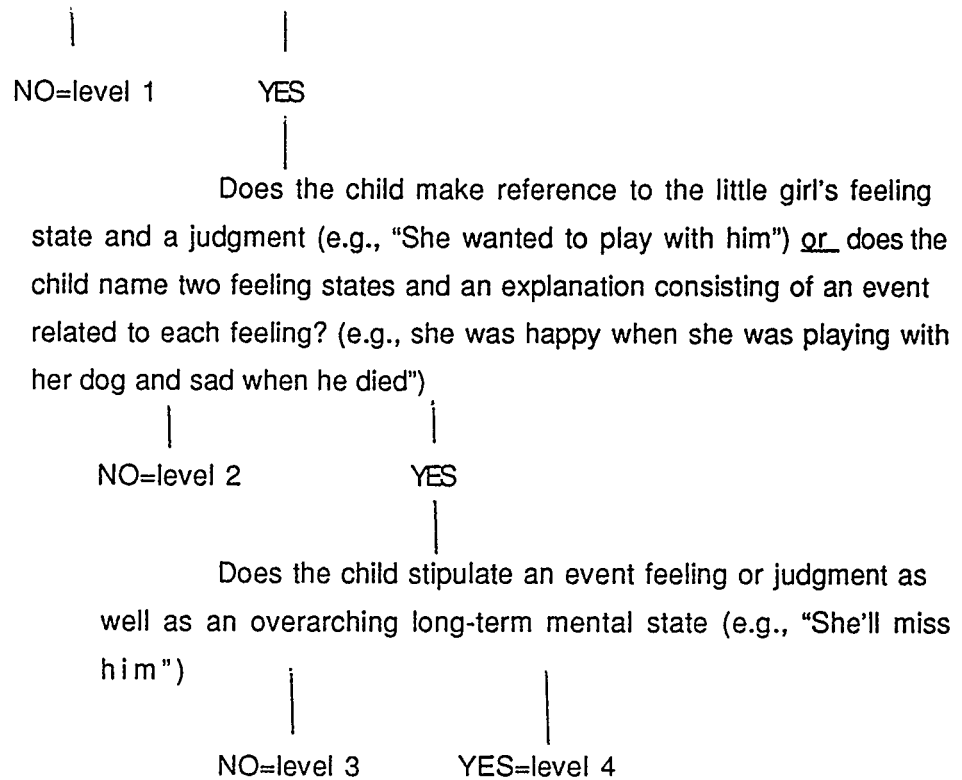 NO=level 1 YES
Does the child make reference to the little girl's feeling
state and a judgment (e.g., “She wanted to play with him”) or does the
child name two feeling states and an explanation consisting of an event
related to each feeling? (e.g., she was happy when she was playing with
her dog and sad when he died”)
NO=level 2 YES
Does the child stipulate an event feeling or judgment as
well as an overarching long-term mental state (e.g., “She'll miss
him”)
NO=level 3 YES=level 4